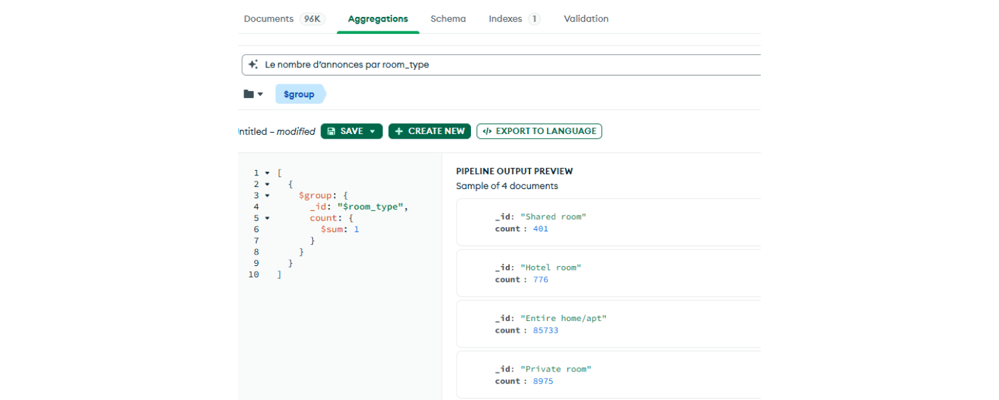 Documents 96K Aggregations Schema Indexes 1 Validation
Le nombre d'annonces par room_type
$group
ntitled – modified SAVE + CREATE NEW </> EXPORT TO LANGUAGE
1 [
2 {
3 $group: {
4 _id: "$room_type",
5 count: {
6 $sum: 1
7 }
8 }
9 }
10 ]
PIPELINE OUTPUT PREVIEW
Sample of 4 documents
_id: "Shared room"
count : 401
_id: "Hotel room"
count : 776
_id: "Entire home/apt"
count : 85733
_id: "Private room"
count : 8975